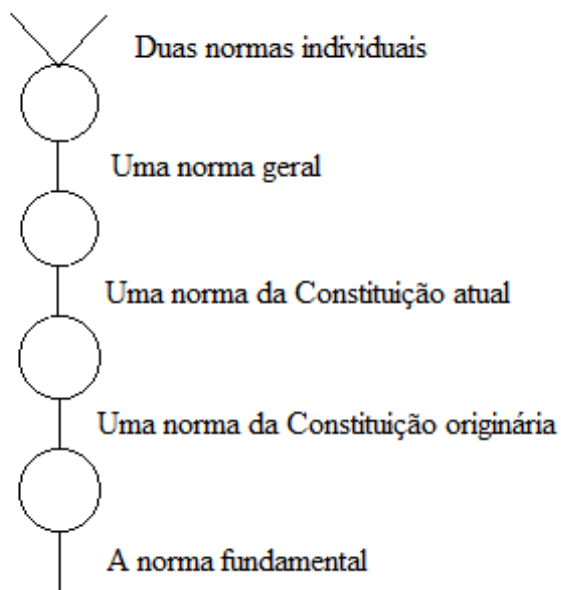 Duas normas individuais
Uma norma geral
Uma norma da Constituição atual
Uma norma da Constituição originária
A norma fundamental